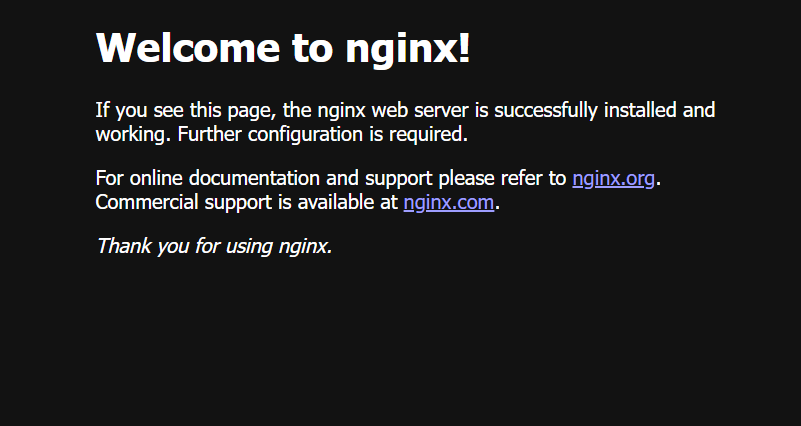 Welcome to nginx!
If you see this page, the nginx web server is successfully installed and
working. Further configuration is required.
For online documentation and support please refer to nginx.org.
Commercial support is available at nginx.com.
Thank you for using nginx.